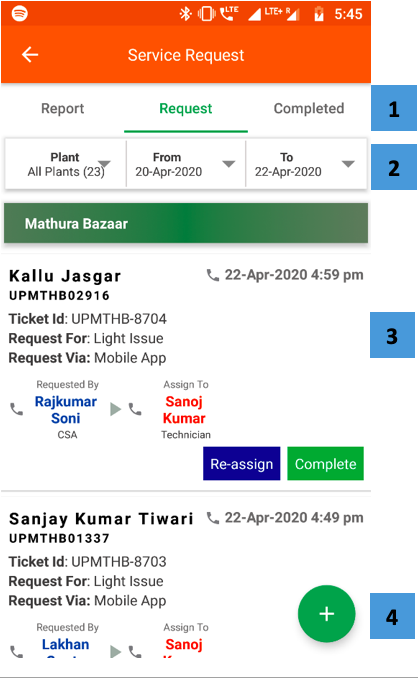 LTE LTE+ R 5:45
Service Request
Report Request Completed 1
Plant From To 2
All Plants (23) 20-Apr-2020 22-Apr-2020
Mathura Bazaar
Kallu Jasgar 22-Apr-2020 4:59 pm
UPMTHB02916
Ticket Id: UPMTHB-8704
Request For: Light Issue 3
Request Via: Mobile App
Requested By Assign To
Rajkumar Sanoj
Soni Kumar
CSA Technician
Re-assign Complete
Sanjay Kumar Tiwari 22-Apr-2020 4:49 pm
UPMTHB01337
Ticket Id: UPMTHB-8703
Request For: Light Issue
Request Via: Mobile App + 4
Requested By Assign To
Lakhan Sanoj